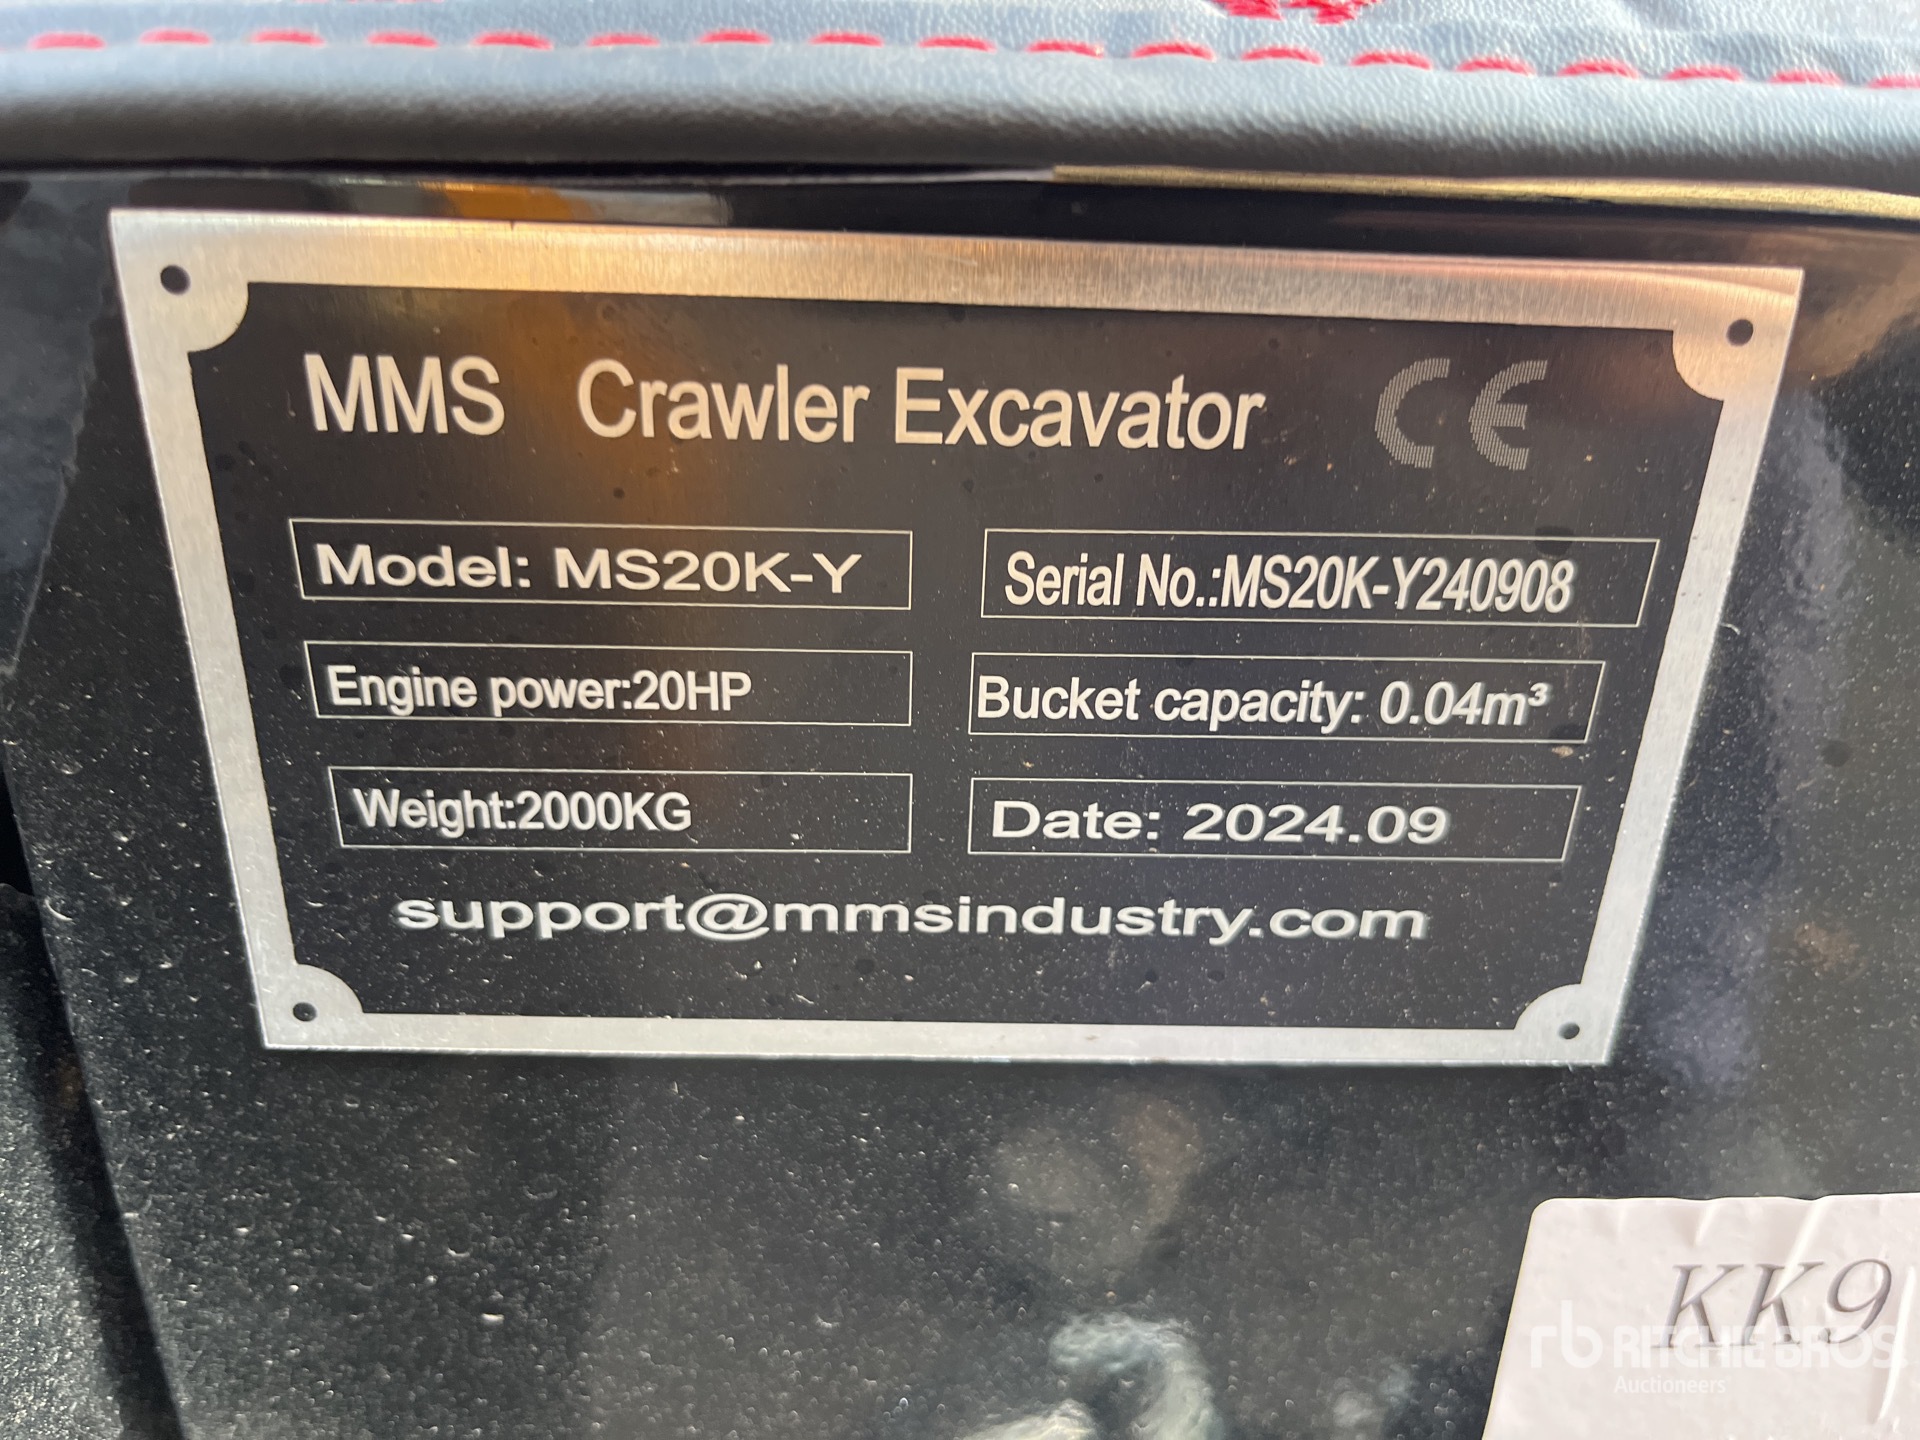 MMS Crawler Excavator CE
Model: MS20K-Y
Serial No.:MS20K-Y240908
Engine power:20HP
Bucket capacity: 0.04m³
Weight:2000KG
Date: 2024.09
support@mmsindustry.com
KK9
rb RITCHIE BROS
Auctioneers